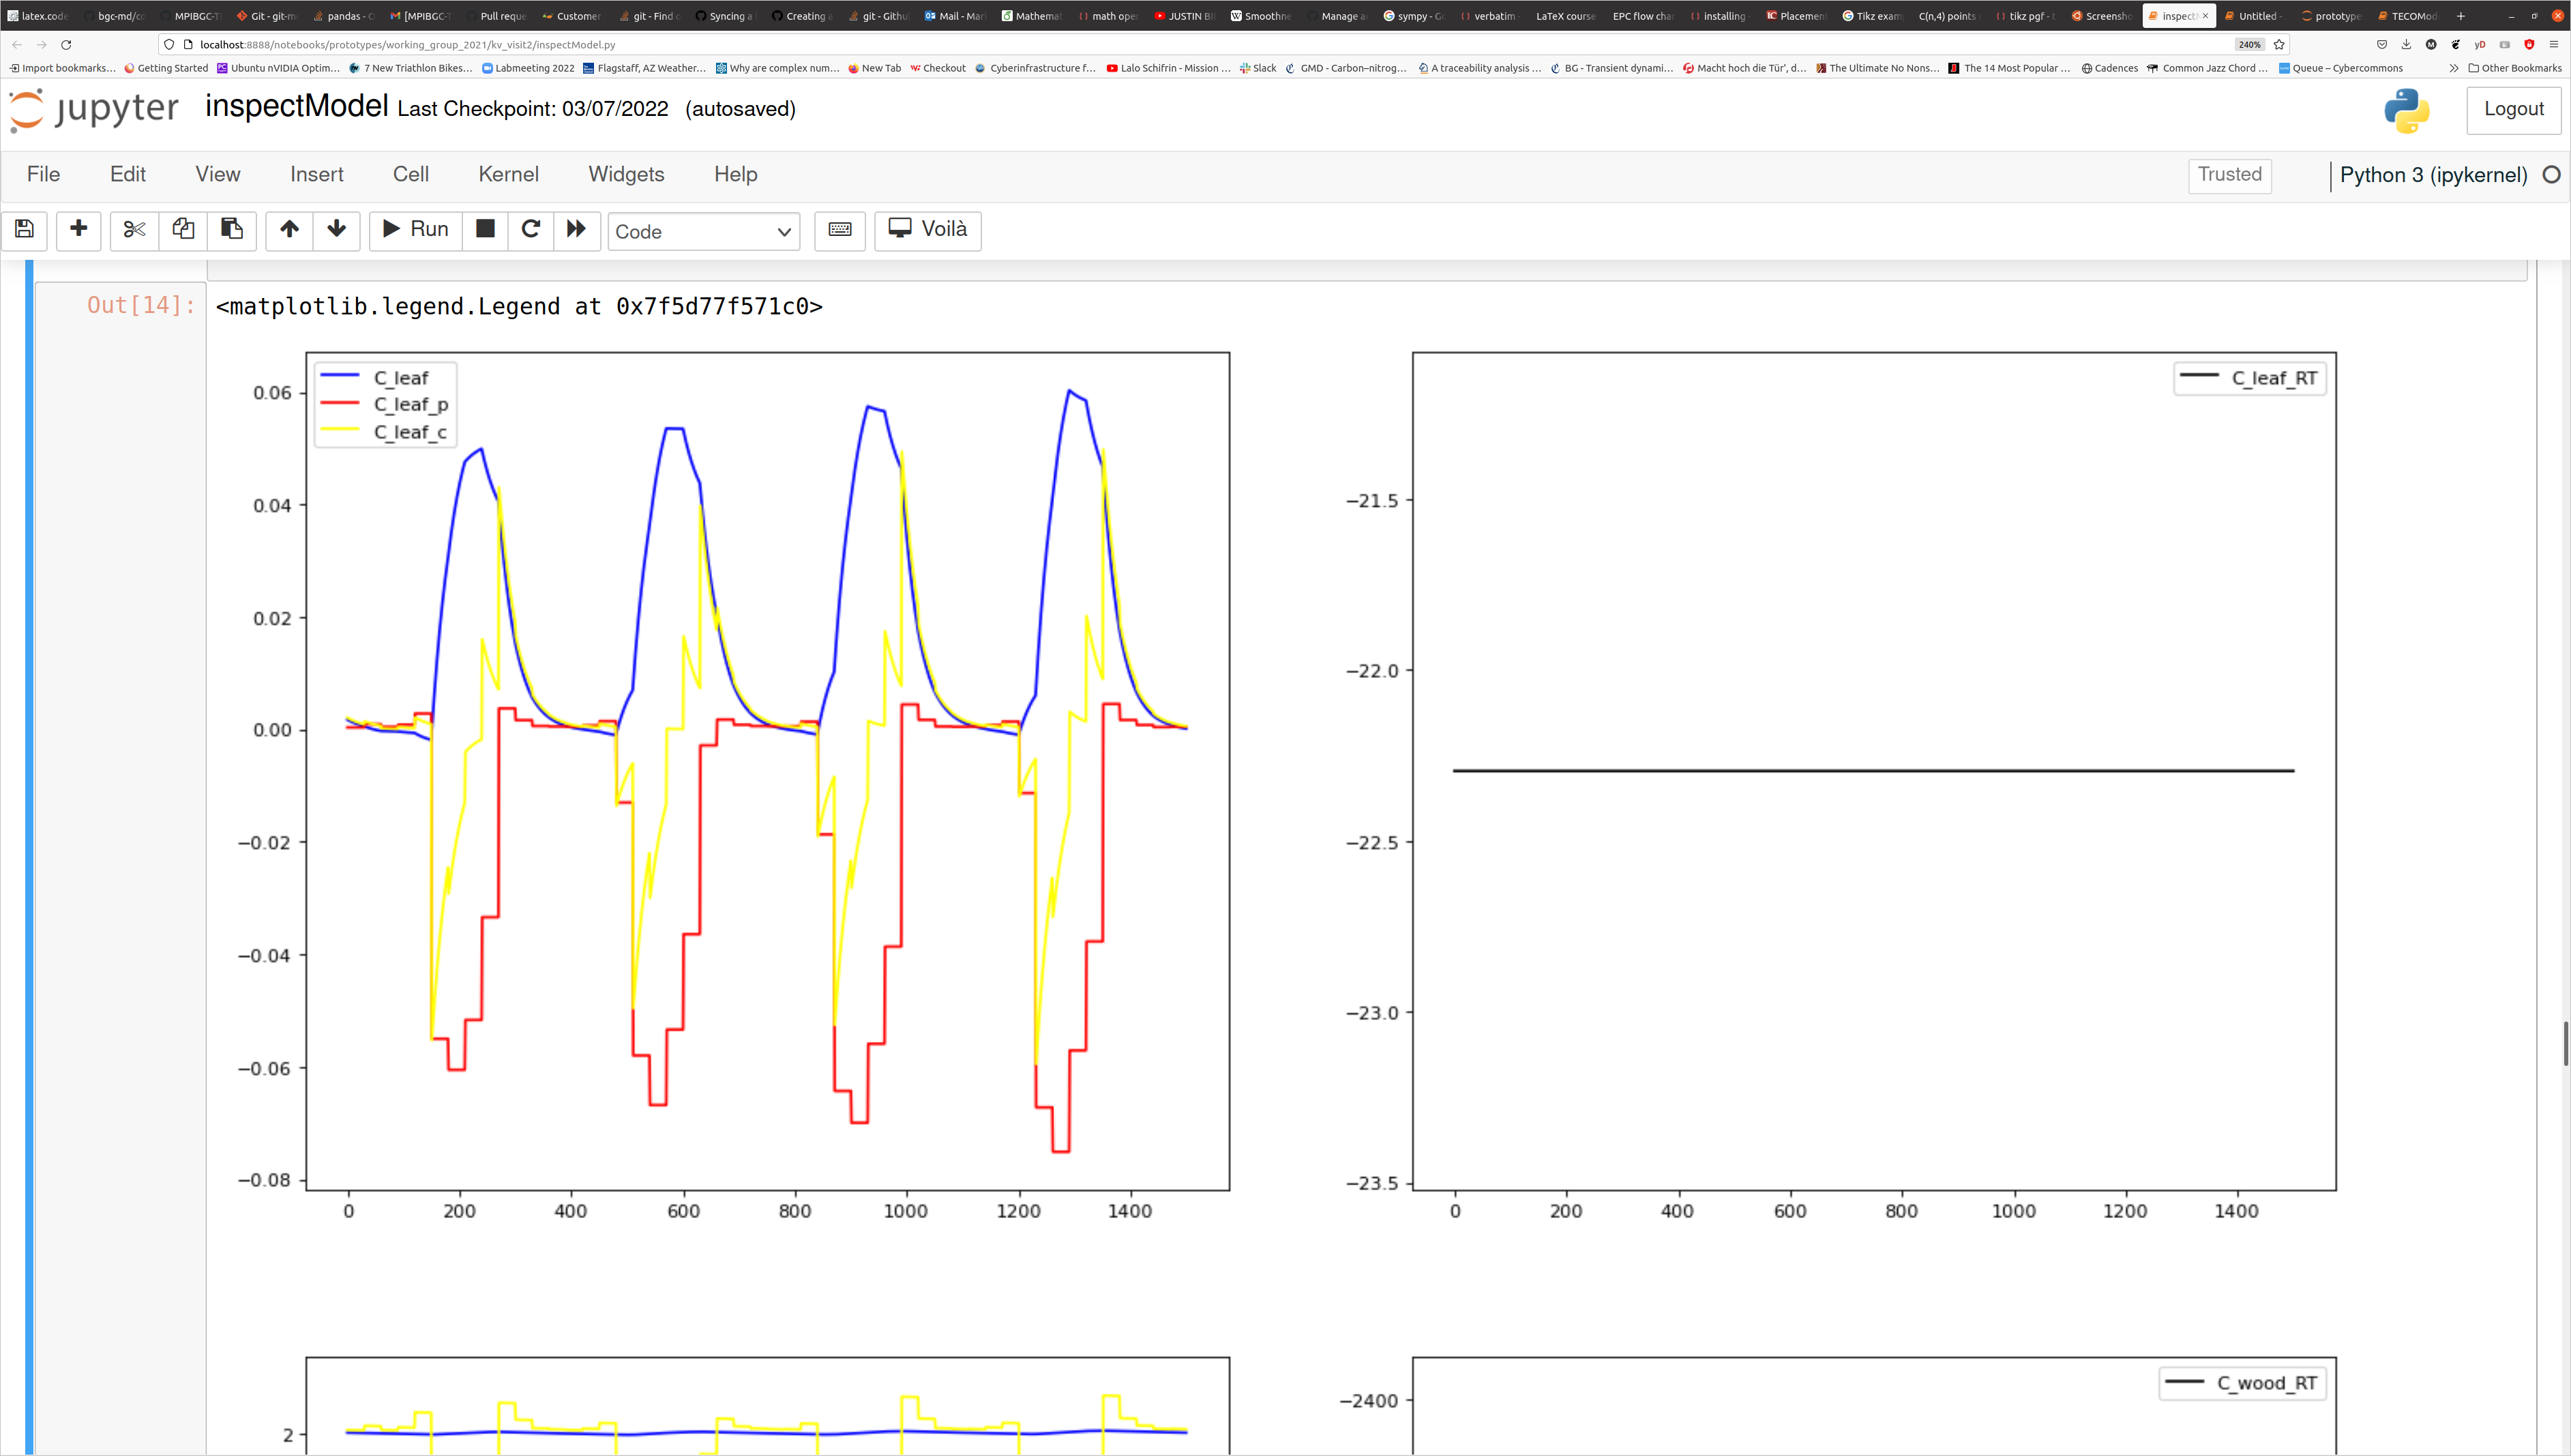 latex.code
bgc-md/co
MPIBGC-T
Git - git-m
pandas - 
[MPIBGC-T
Pull reque
Customer
git - Find
Syncing a
Creating a
git - Githu
Mail - Mar
Mathemat
math oper
JUSTIN BI
Smoothne
Manage a
sympy - G
verbatim
LaTeX course
EPC flow char
installing
Placement
Tikz exam
C(n,4) points
tikz pgf - t
Screensho
inspectM
Untitled -
prototype
TECOMod
localhost:8888/notebooks/prototypes/working_group_2021/kv_visit2/inspectModel.py
240%
Import bookmarks…
Getting Started
Ubuntu nVIDIA Optim…
7 New Triathlon Bikes…
Labmeeting 2022
Flagstaff, AZ Weather…
Why are complex num…
New Tab
Checkout
Cyberinfrastructure f…
Lalo Schifrin - Mission …
Slack
GMD - Carbon–nitrog…
A traceability analysis …
BG - Transient dynami…
Macht hoch die Tür', d…
The Ultimate No Nons…
The 14 Most Popular …
Cadences
Common Jazz Chord …
Queue – Cybercommons
Other Bookmarks
jupyter inspectModel Last Checkpoint: 03/07/2022 (autosaved)
Logout
File Edit View Insert Cell Kernel Widgets Help
Trusted
Python 3 (ipykernel)
Run
Code
Voilà
Out[14]: <matplotlib.legend.Legend at 0x7f5d77f571c0>
C_leaf
C_leaf_p
C_leaf_c
0.06
0.04
0.02
0.00
−0.02
−0.04
−0.06
−0.08
0 200 400 600 800 1000 1200 1400
C_leaf_RT
−21.5
−22.0
−22.5
−23.0
−23.5
0 200 400 600 800 1000 1200 1400
2
C_wood_RT
−2400